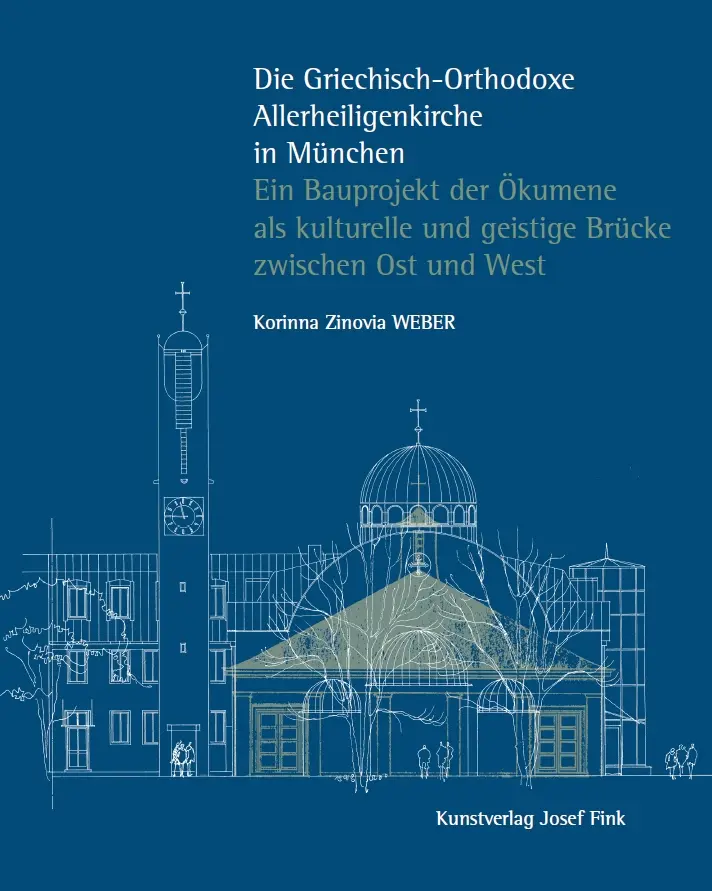 Die Griechisch-Orthodoxe
Allerheiligenkirche
in München
Ein Bauprojekt der Ökumene
als kulturelle und geistige Brücke
zwischen Ost und West
Korinna Zinovia WEBER
Kunstverlag Josef Fink